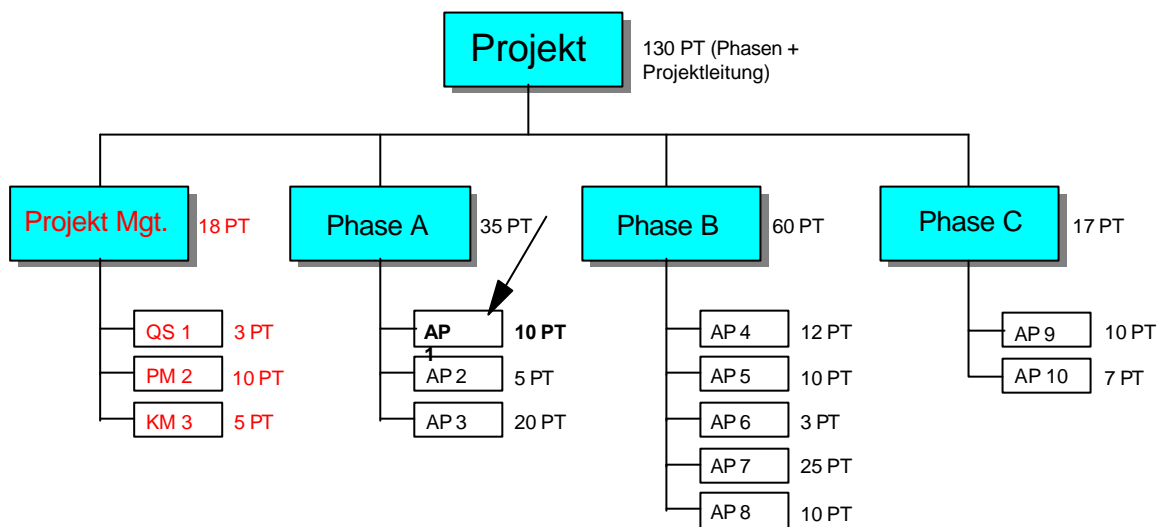 Projekt
130 PT (Phasen +
Projektleitung)
Projekt Mgt.
18 PT
Phase A
35 PT
Phase B
60 PT
Phase C
17 PT
QS 1
3 PT
PM 2
10 PT
KM 3
5 PT
AP
1
10 PT
AP 2
5 PT
AP 3
20 PT
AP 4
12 PT
AP 5
10 PT
AP 6
3 PT
AP 7
25 PT
AP 8
10 PT
AP 9
10 PT
AP 10
7 PT